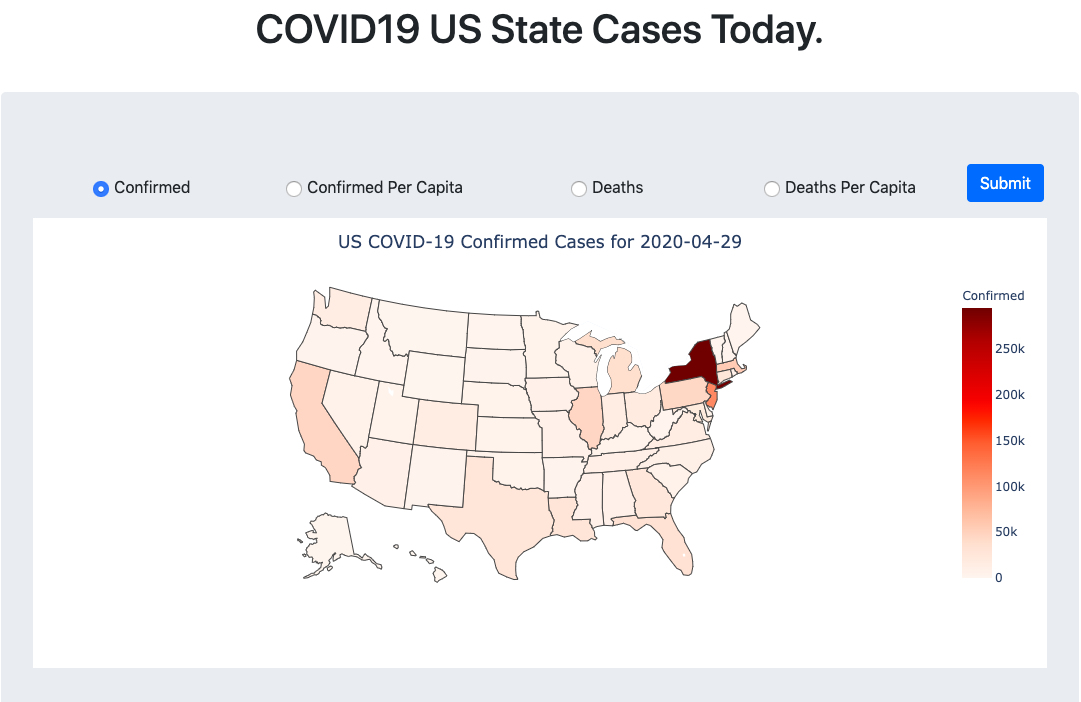 COVID19 US State Cases Today.
Confirmed
Confirmed Per Capita
Deaths
Deaths Per Capita
Submit
US COVID-19 Confirmed Cases for 2020-04-29
Confirmed
250k
200k
150k
100k
50k
0